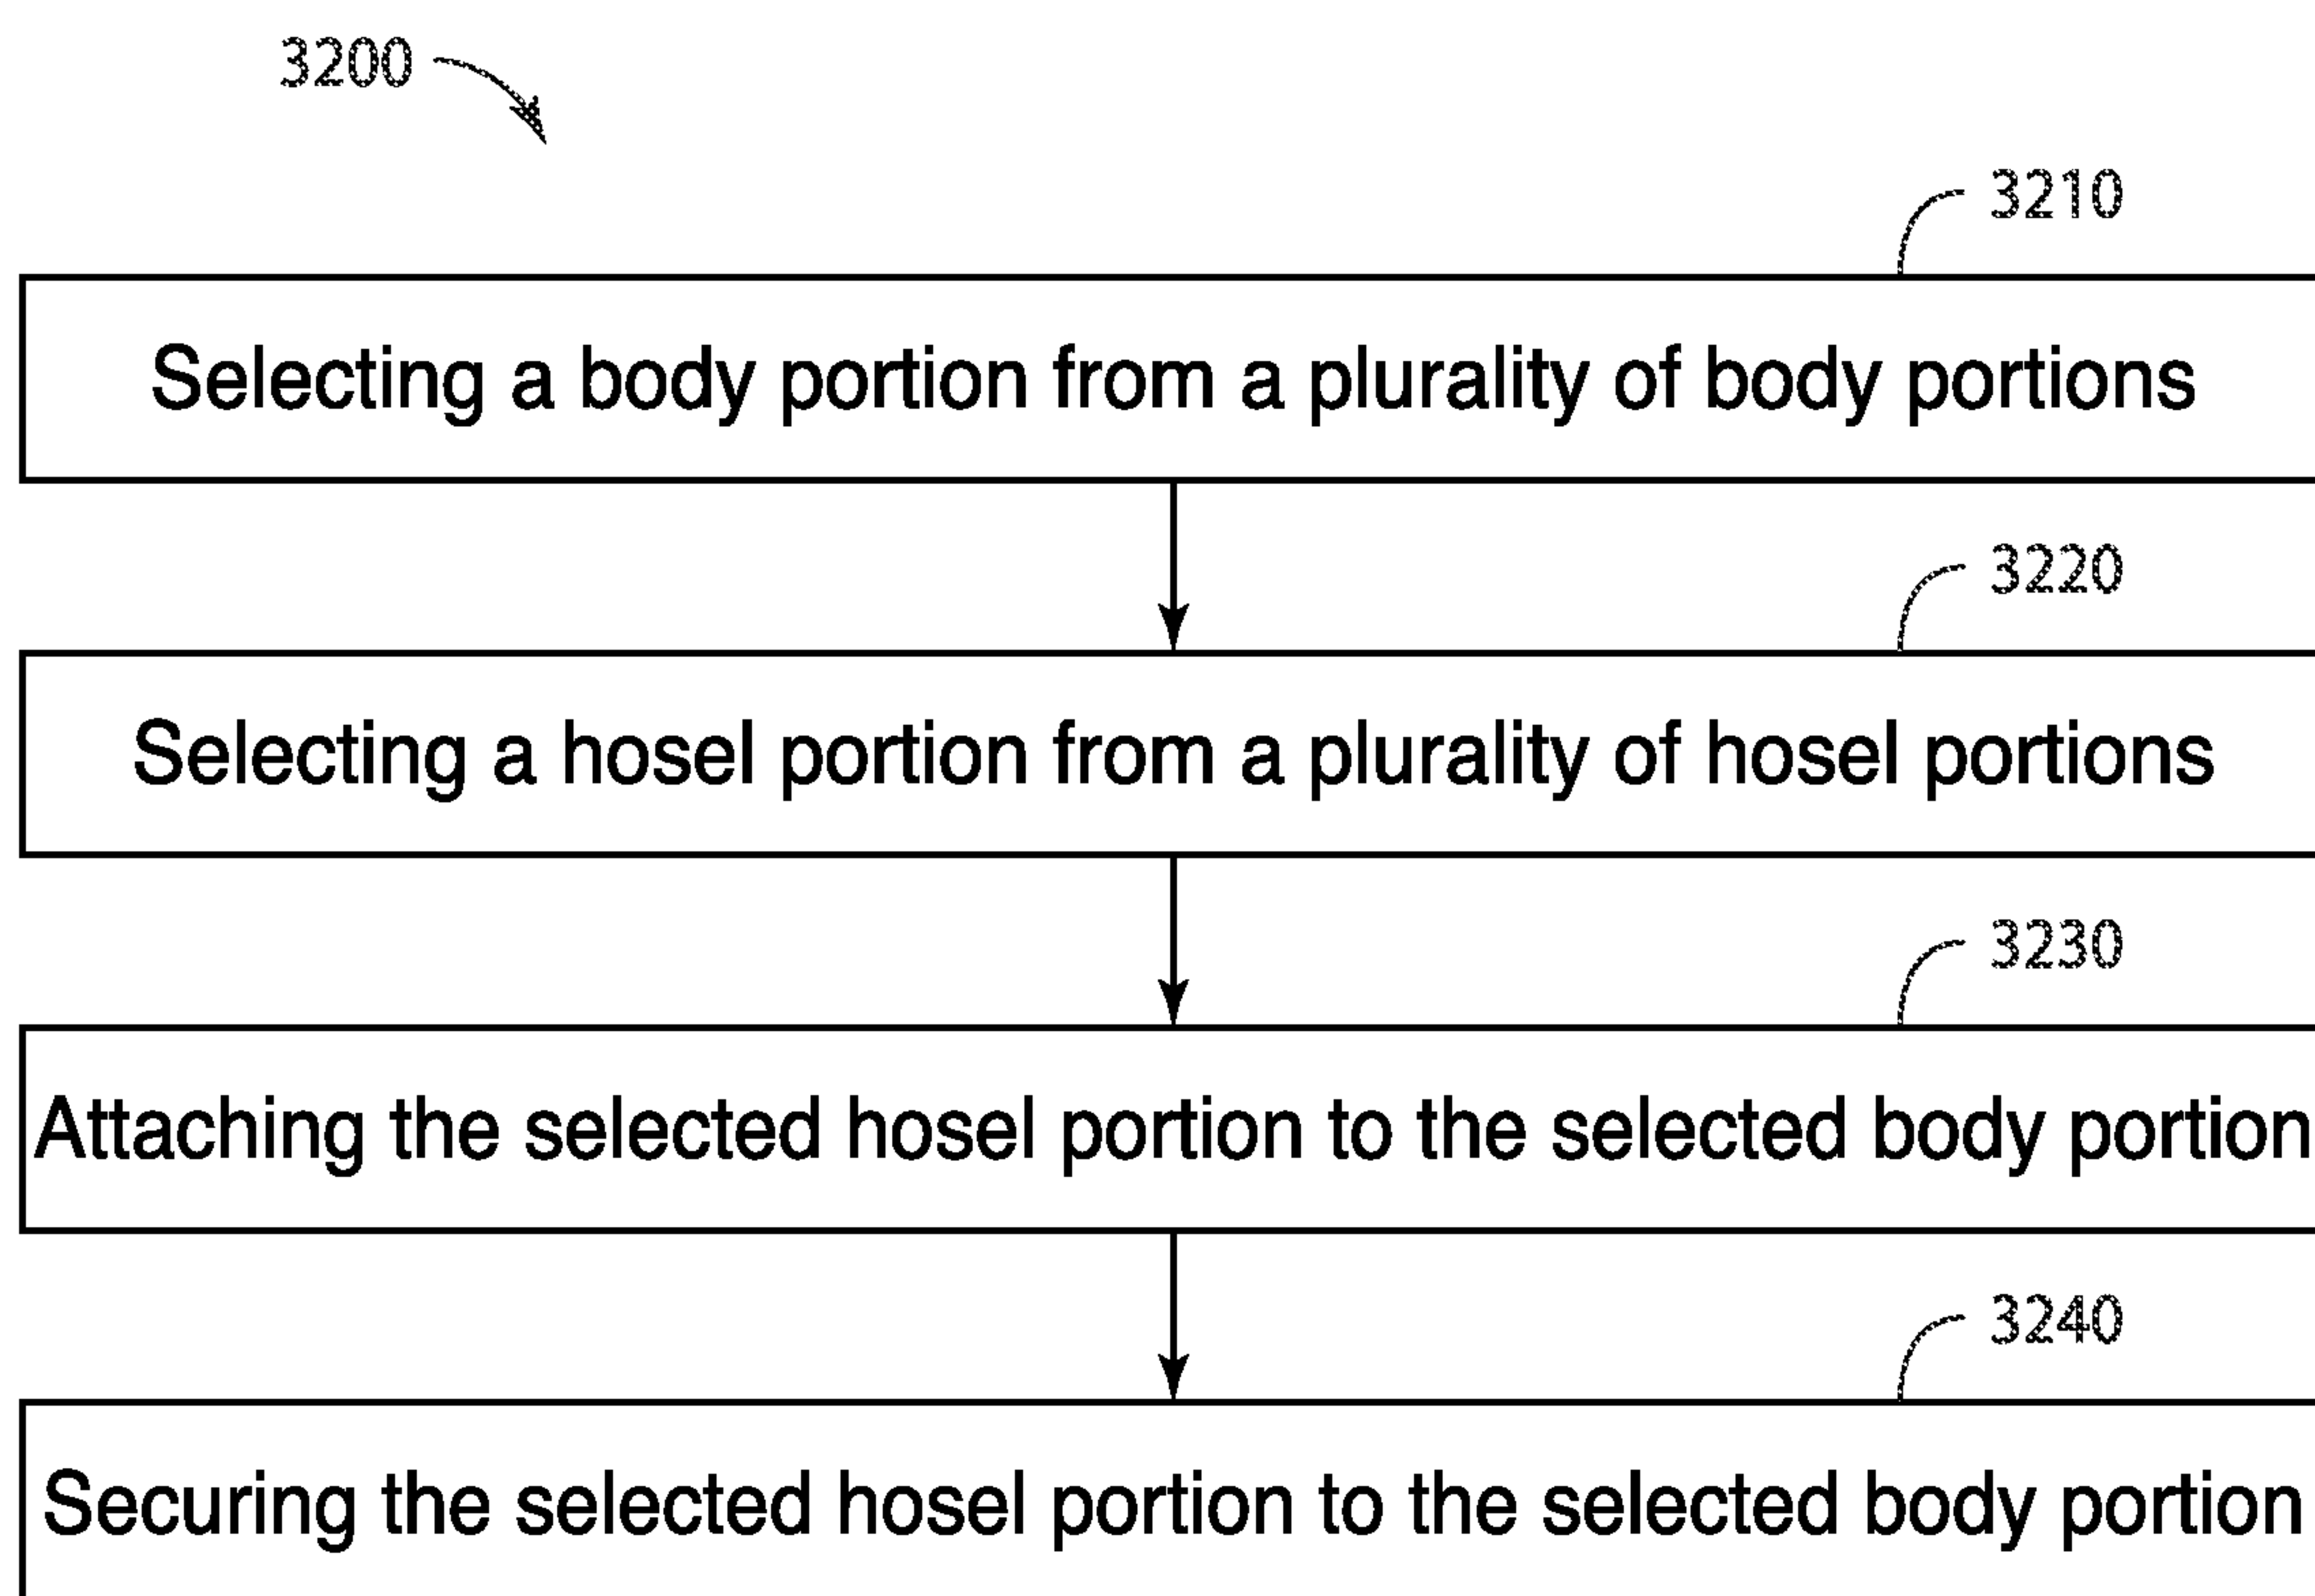 3200
3210
Selecting a body portion from a plurality of body portions
3220
Selecting a hosel portion from a plurality of hosel portions
3230
Attaching the selected hosel portion to the selected body portion
3240
Securing the selected hosel portion to the selected body portion